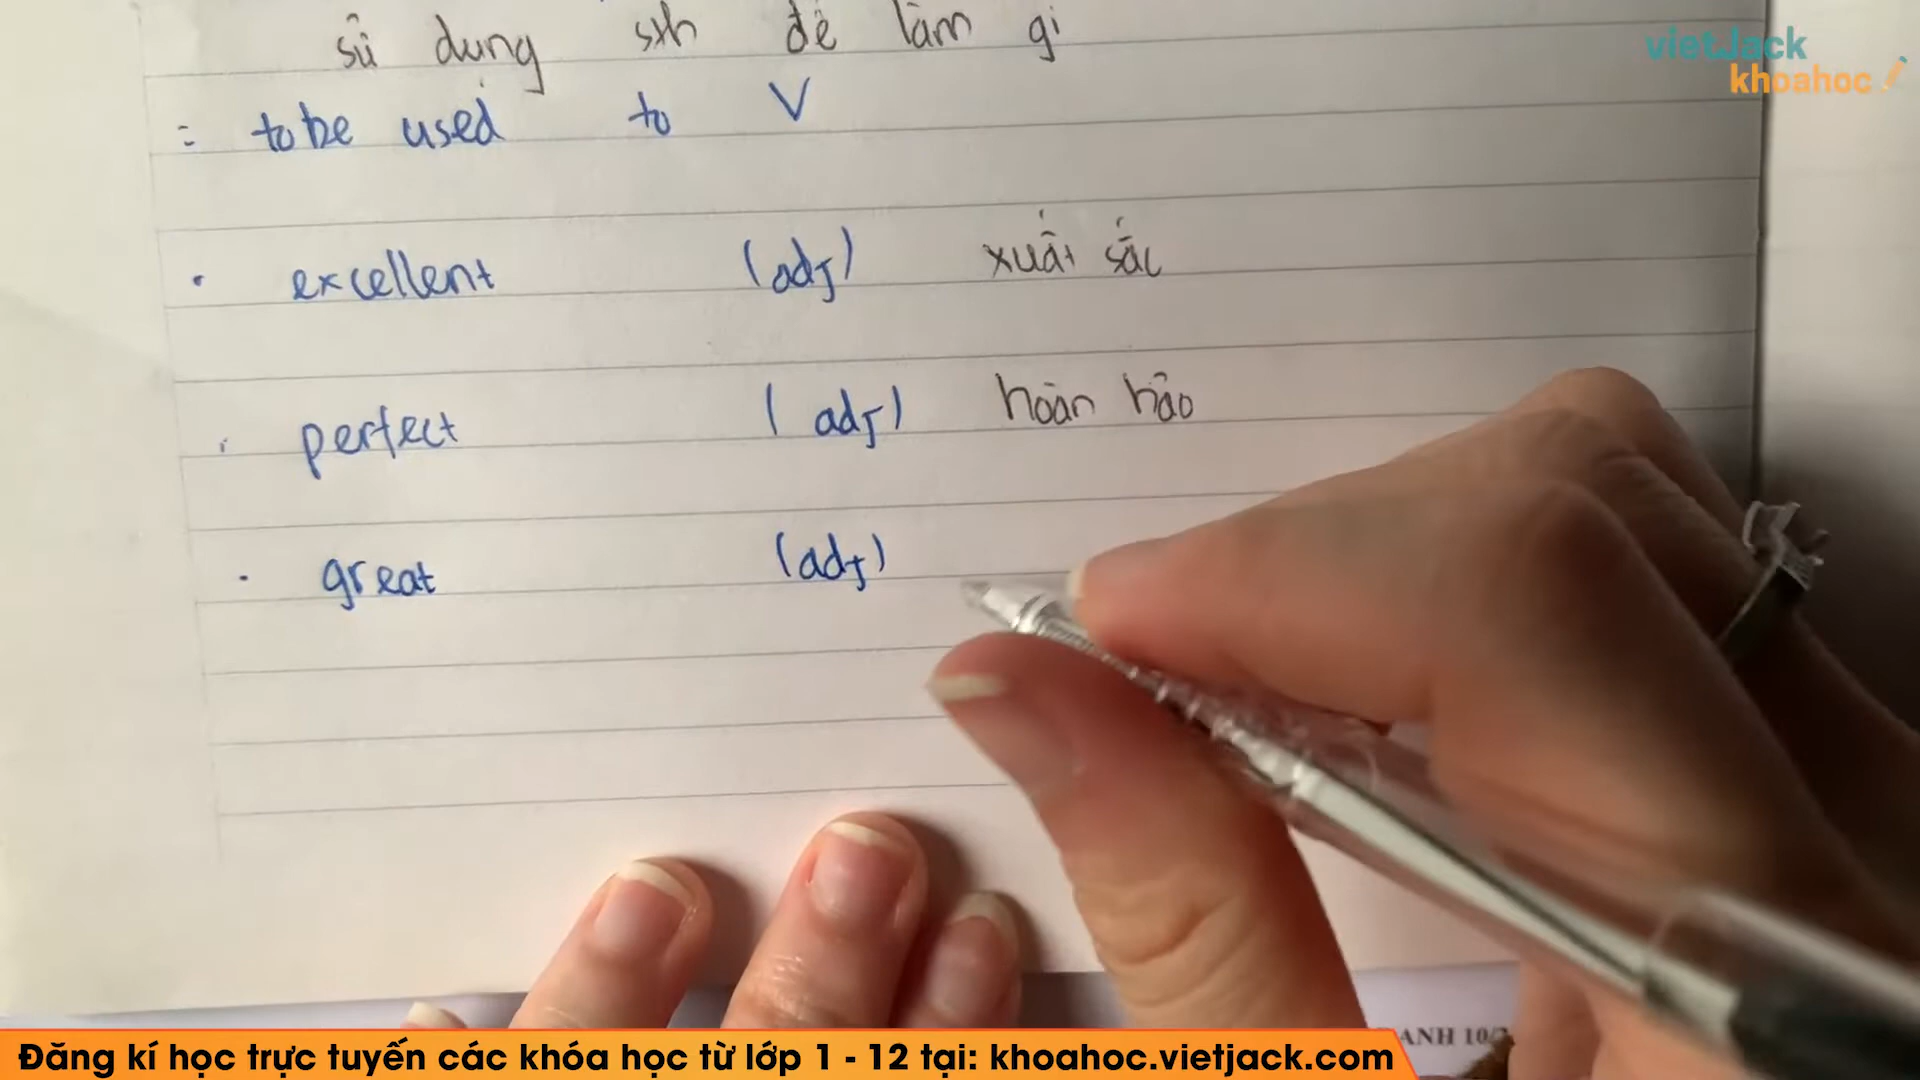 sử dụng sth để làm gì
vietJack
khoahoc
= to be used to V
• excellent (adj) xuất sắc
• perfect (adj) hoàn hảo
• great (adj)
ANH 10/
Đăng kí học trực tuyến các khóa học từ lớp 1 - 12 tại: khoahoc.vietjack.com